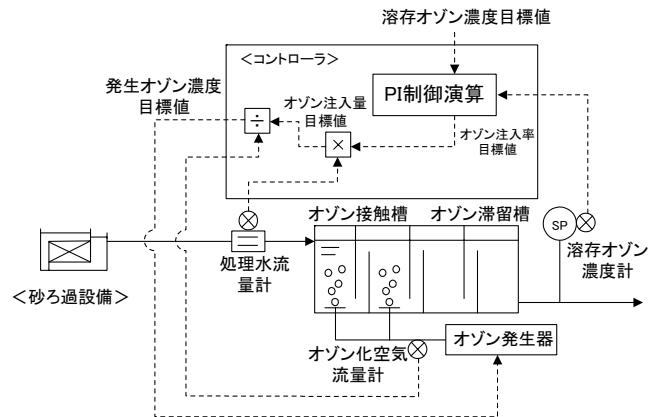 溶存オゾン濃度目標値
＜コントローラ＞
PI制御演算
発生オゾン濃度
目標値
オゾン注入量
目標値
÷
×
オゾン注入率
目標値
オゾン接触槽
オゾン滞留槽
SP
溶存オゾン
濃度計
処理水流
量計
＜砂ろ過設備＞
オゾン化空気
流量計
オゾン発生器